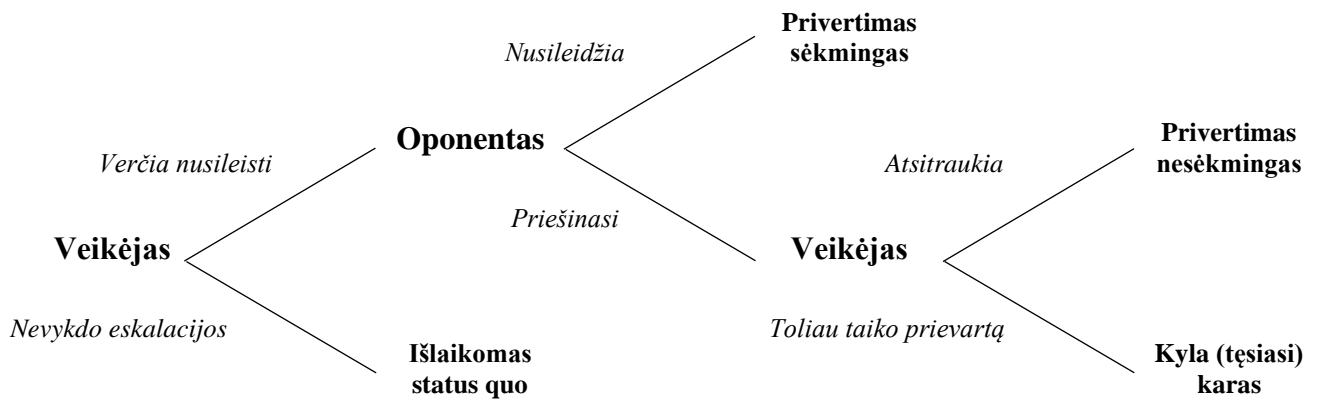 Privertimas
sėkmingas
Nusileidžia
Oponentas
Privertimas
nesėkmingas
Verčia nusileisti
Atsitraukia
Priešinasi
Veikėjas
Veikėjas
Nevykdo eskalacijos
Toliau taiko prievartą
Išlaikomas
status quo
Kyla (tęsiasi)
karas